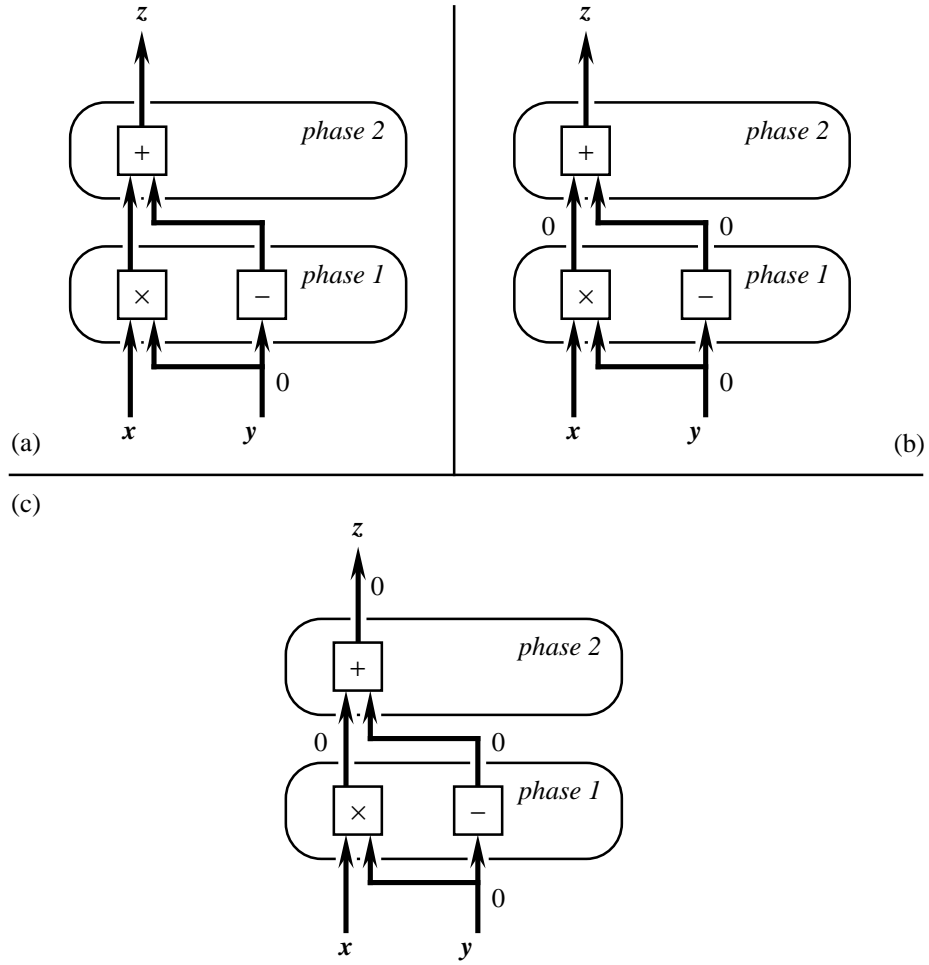 z
phase 2
+
phase 1
× −
0
x y
(a)
z
phase 2
+
0 0
phase 1
× −
0
x y
(b)
(c)
z
0
phase 2
+
0 0
phase 1
× −
0
x y